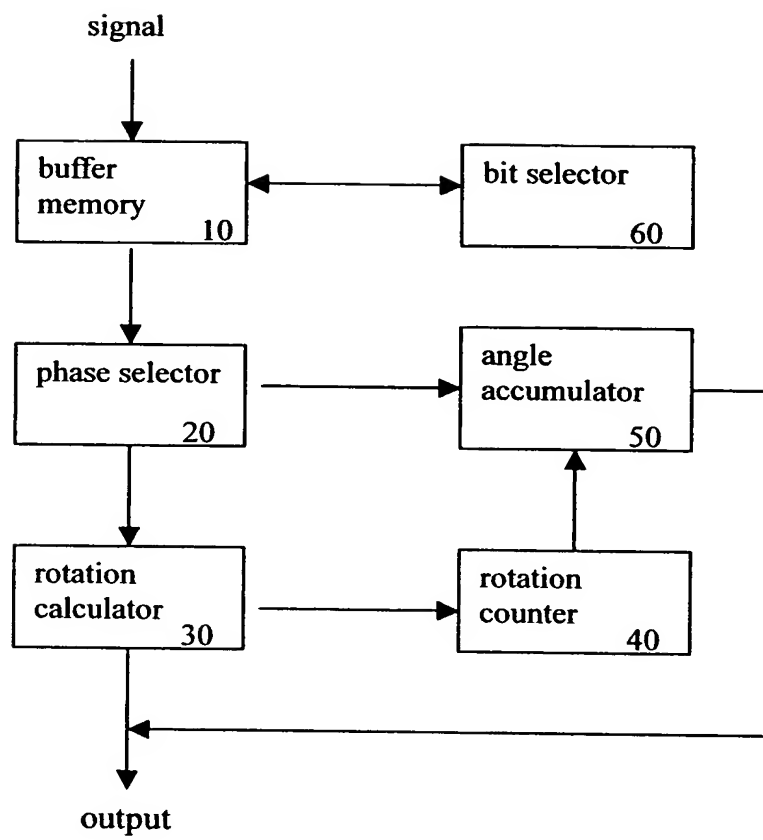 signal
buffer
memory
10
bit selector
60
phase selector
20
angle
accumulator
50
rotation
calculator
30
rotation
counter
40
output